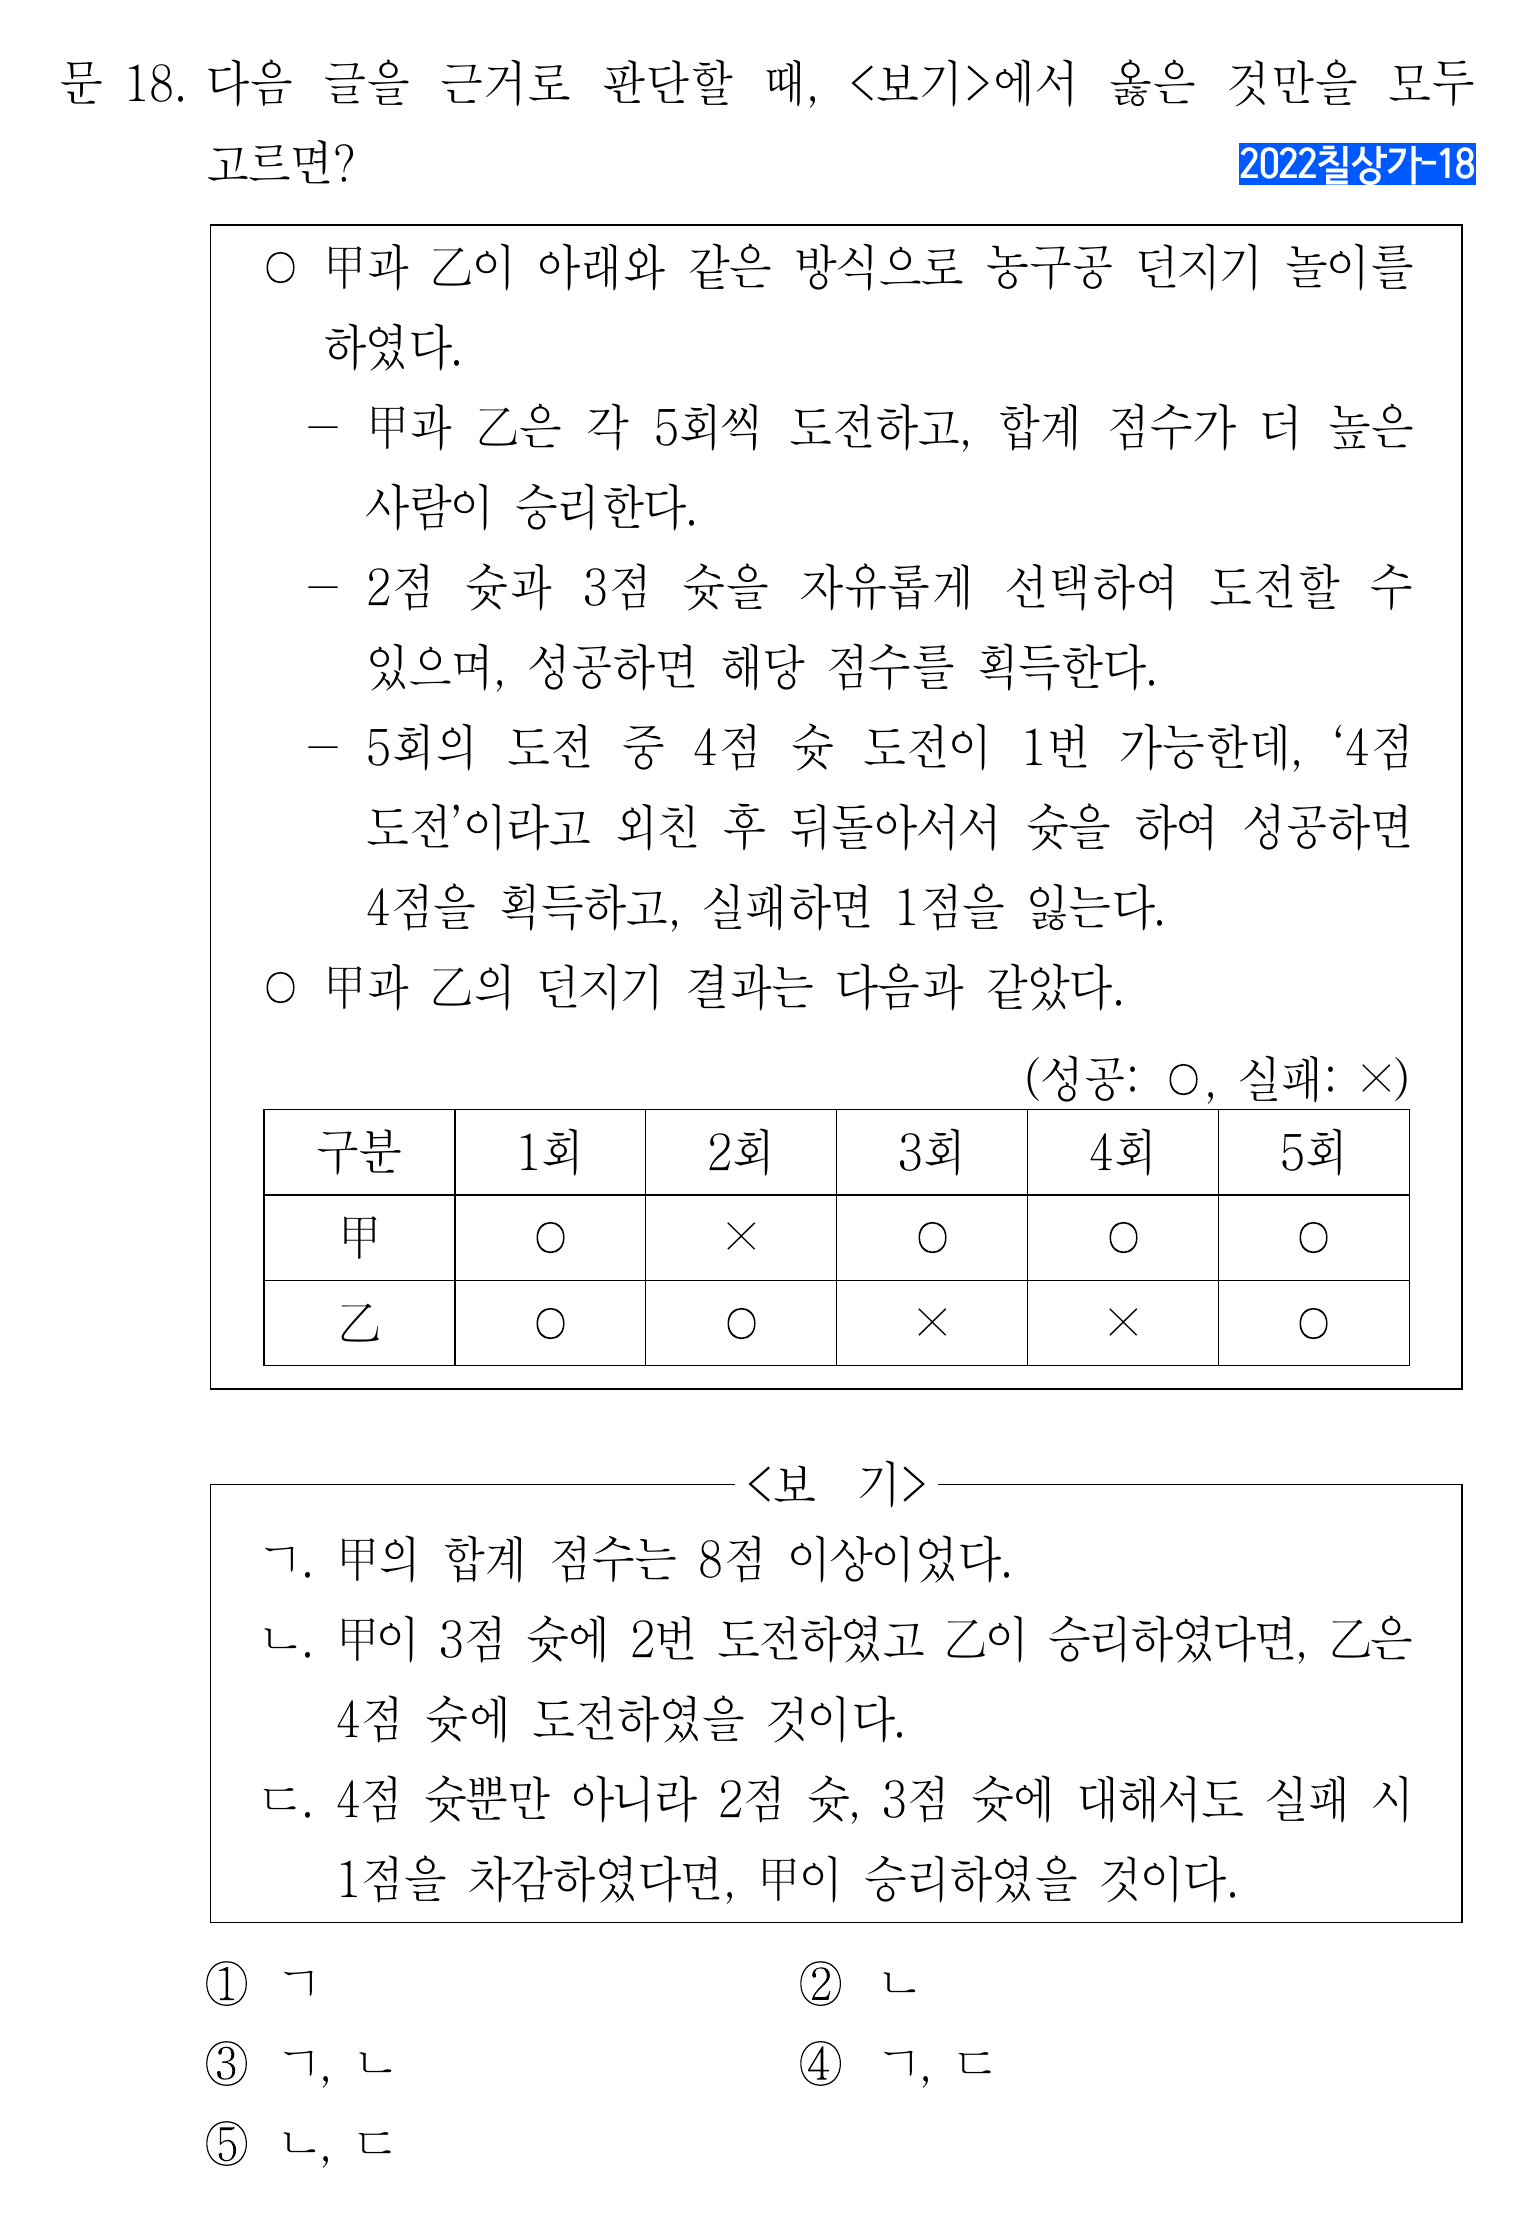 문 18. 다음 글을 근거로 판단할 때, <보기>에서 옳은 것만을 모두
고르면?
2022칠상가-18
○ 甲과 乙이 아래와 같은 방식으로 농구공 던지기 놀이를
하였다.
- 甲과 乙은 각 5회씩 도전하고, 합계 점수가 더 높은
사람이 승리한다.
- 2점 슛과 3점 슛을 자유롭게 선택하여 도전할 수
있으며, 성공하면 해당 점수를 획득한다.
- 5회의 도전 중 4점 슛 도전이 1번 가능한데, ‘4점
도전’이라고 외친 후 뒤돌아서서 슛을 하여 성공하면
4점을 획득하고, 실패하면 1점을 잃는다.
○ 甲과 乙의 던지기 결과는 다음과 같았다.
(성공: ○, 실패: ×)
구분 1회 2회 3회 4회 5회
甲 ○ × ○ ○ ○
乙 ○ ○ × × ○
<보 기>
ㄱ. 甲의 합계 점수는 8점 이상이었다.
ㄴ. 甲이 3점 슛에 2번 도전하였고 乙이 승리하였다면, 乙은
4점 슛에 도전하였을 것이다.
ㄷ. 4점 슛뿐만 아니라 2점 슛, 3점 슛에 대해서도 실패 시
1점을 차감하였다면, 甲이 승리하였을 것이다.
① ㄱ ② ㄴ
③ ㄱ, ㄴ ④ ㄱ, ㄷ
⑤ ㄴ, ㄷ